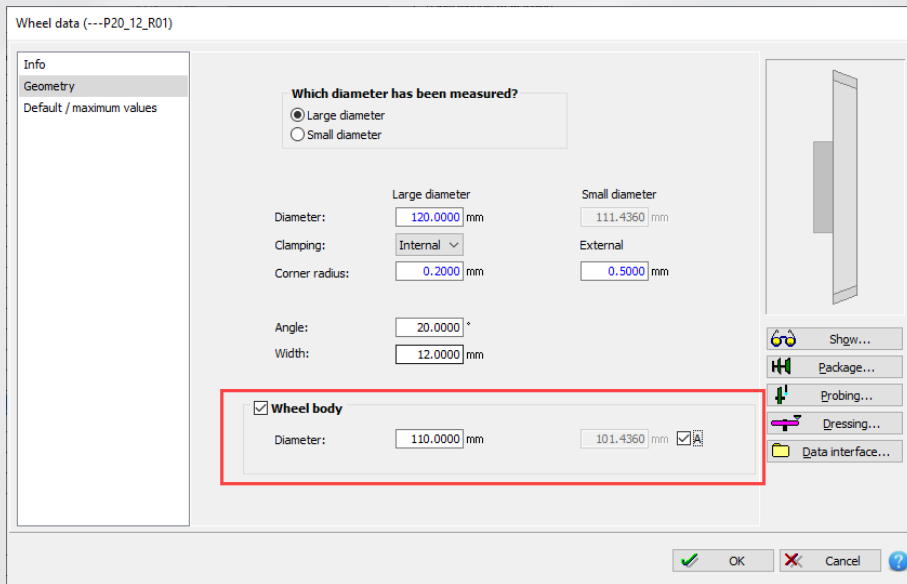 Wheel data (---P20_12_R01)
Info
Geometry
Default / maximum values
Which diameter has been measured?
Large diameter
Small diameter
Large diameter Small diameter
Diameter: 120.0000 mm 111.4360 mm
Clamping: Internal External
Corner radius: 0.2000 mm 0.5000 mm
Angle: 20.0000 °
Width: 12.0000 mm
Wheel body
Diameter: 110.0000 mm 101.4360 mm A
Show...
Package...
Probing...
Dressing...
Data interface...
OK Cancel ?